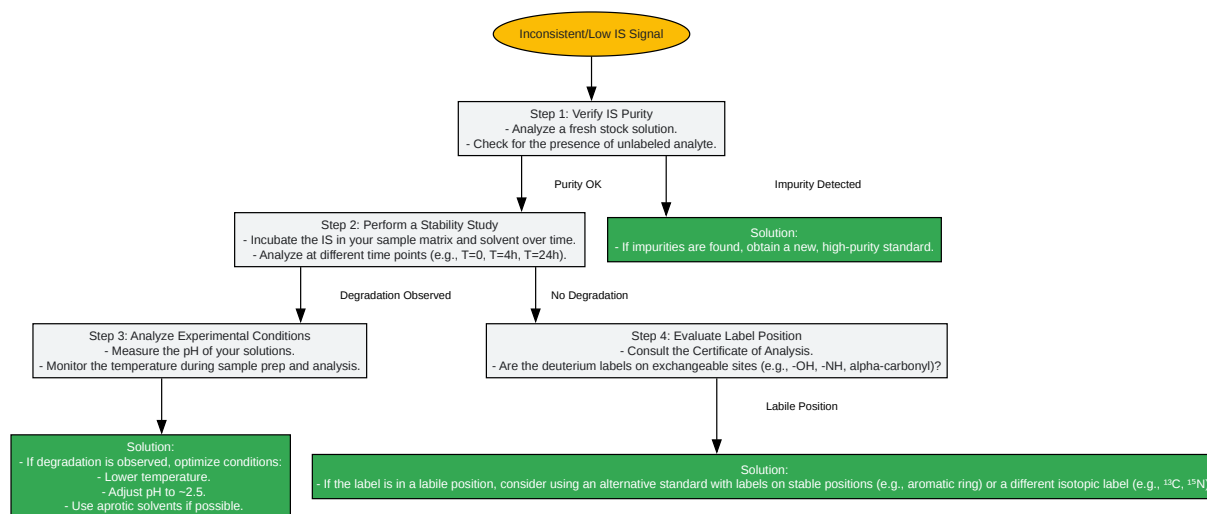 Inconsistent/Low IS Signal
Step 1: Verify IS Purity
- Analyze a fresh stock solution.
- Check for the presence of unlabeled analyte.
Purity OK
Impurity Detected
Step 2: Perform a Stability Study
- Incubate the IS in your sample matrix and solvent over time.
- Analyze at different time points (e.g., T=0, T=4h, T=24h).
Solution:
- If impurities are found, obtain a new, high-purity standard.
Degradation Observed
No Degradation
Step 3: Analyze Experimental Conditions
- Measure the pH of your solutions.
- Monitor the temperature during sample prep and analysis.
Step 4: Evaluate Label Position
- Consult the Certificate of Analysis.
- Are the deuterium labels on exchangeable sites (e.g., -OH, -NH, alpha-carbonyl)?
Labile Position
Solution:
- If degradation is observed, optimize conditions:
- Lower temperature.
- Adjust pH to ~2.5.
- Use aprotic solvents if possible.
Solution:
- If the label is in a labile position, consider using an alternative standard with labels on stable positions (e.g., aromatic ring) or a different isotopic label (e.g., ¹³C, ¹⁵N)